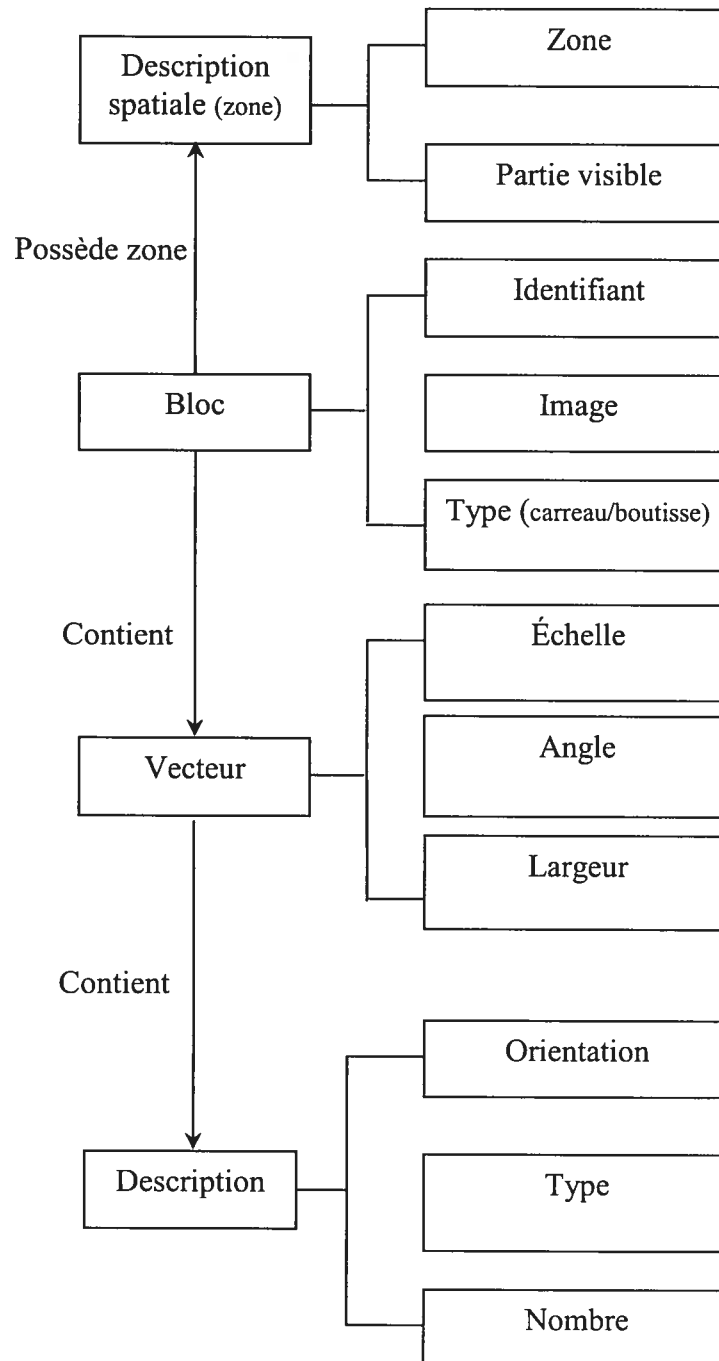 Description
spatiale (zone)
Zone
Partie visible
Possède zone
Identifiant
Bloc
Image
Type (carreau/boutisse)
Contient
Échelle
Vecteur
Angle
Largeur
Contient
Orientation
Description
Type
Nombre